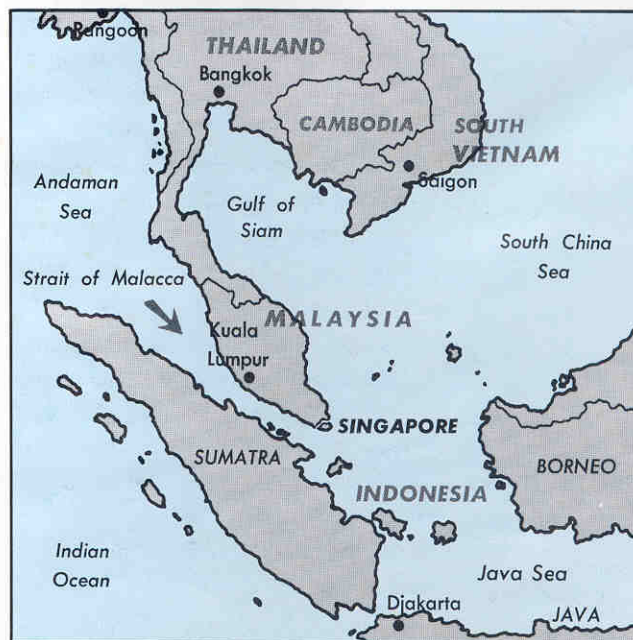 Rangoon
THAILAND
Bangkok
CAMBODIA
SOUTH
VIETNAM
Saigon
Andaman
Sea
Gulf of
Siam
South China
Sea
Strait of Malacca
MALAYSIA
Kuala
Lumpur
SINGAPORE
SUMATRA
BORNEO
INDONESIA
Indian
Ocean
Java Sea
Djakarta
JAVA